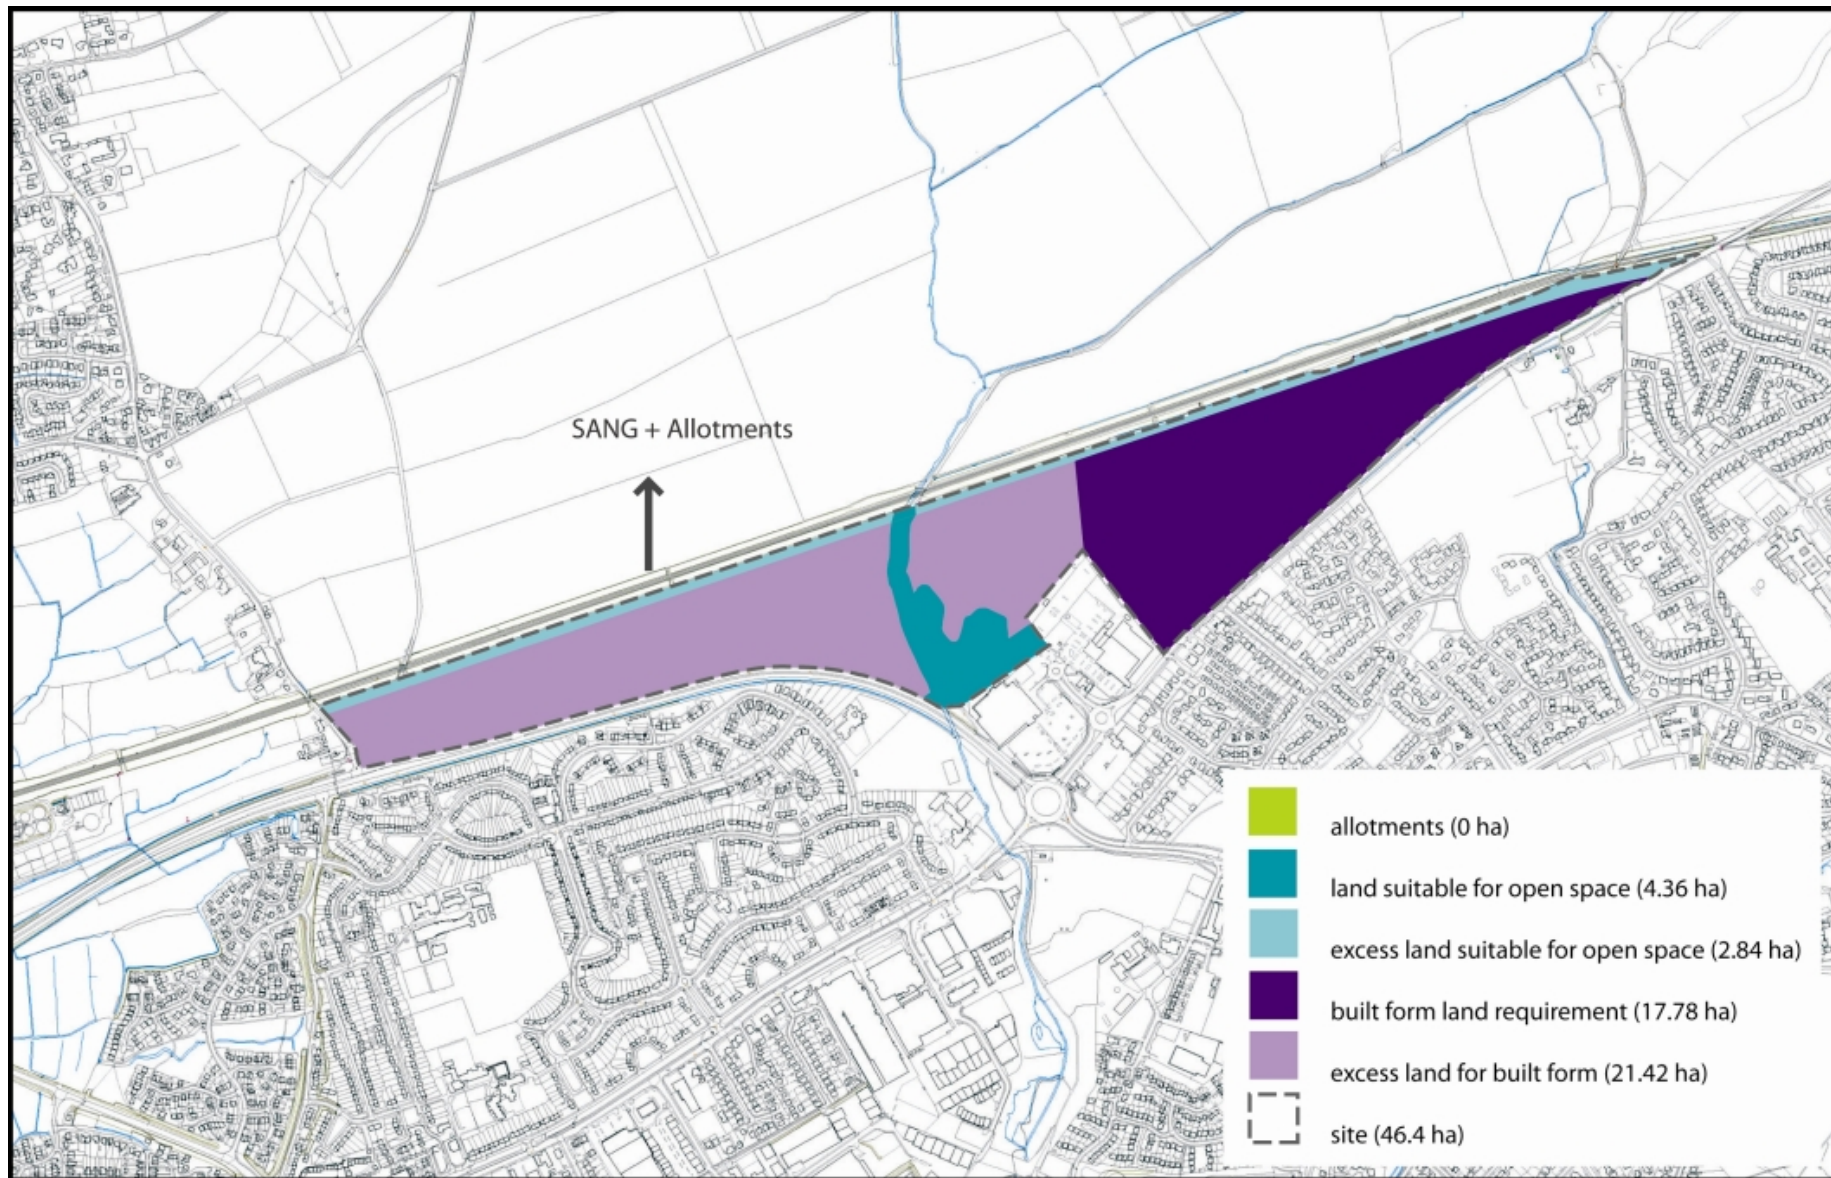 SANG + Allotments
allotments (0 ha)
land suitable for open space (4.36 ha)
excess land suitable for open space (2.84 ha)
built form land requirement (17.78 ha)
excess land for built form (21.42 ha)
site (46.4 ha)